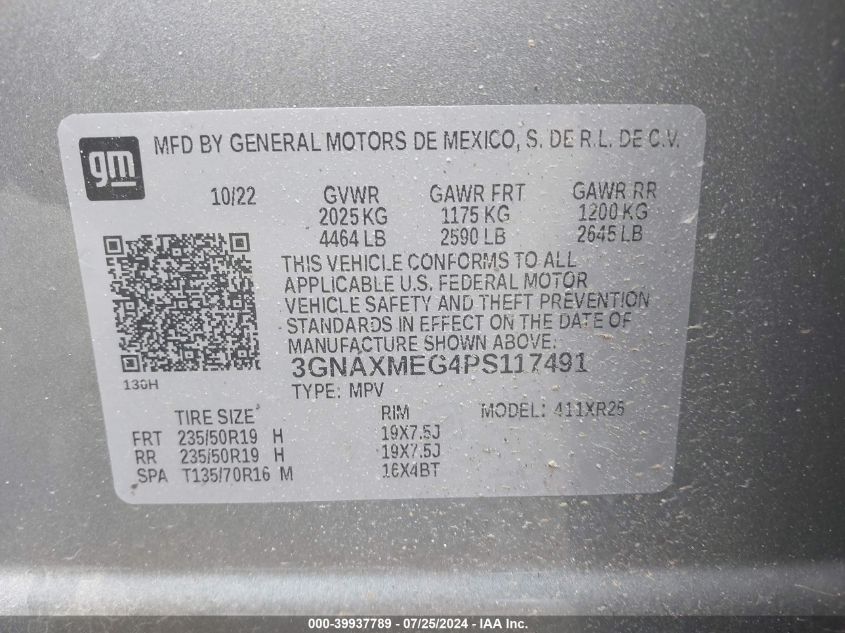 gm
MFD BY GENERAL MOTORS DE MEXICO, S. DE R.L. DE C.V.
10/22 GVWR GAWR FRT GAWR RR
2025 KG 1175 KG 1200 KG
4464 LB 2590 LB 2645 LB
THIS VEHICLE CONFORMS TO ALL
APPLICABLE U.S. FEDERAL MOTOR
VEHICLE SAFETY AND THEFT PREVENTION
STANDARDS IN EFFECT ON THE DATE OF
MANUFACTURE SHOWN ABOVE:
3GNAXMEG4PS117491
130H
TYPE: MPV
TIRE SIZE RIM MODEL: 411XR26
FRT 235/50R19 H 19X7.5J
RR 235/50R19 H 19X7.5J
SPA T135/70R16 M 16X4BT
000-39937789 - 07/25/2024 - IAA Inc.